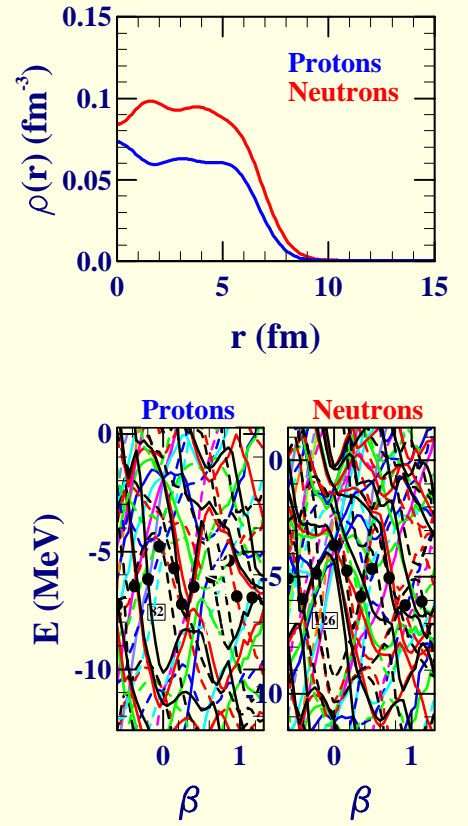 0.15
0.1
0.05
0.0
ρ(r) (fm⁻³)
Protons
Neutrons
0 5 10 15
r (fm)
Protons Neutrons
0
-5
-10
E (MeV)
82
0
-5
10
126
0 1 0 1
β β